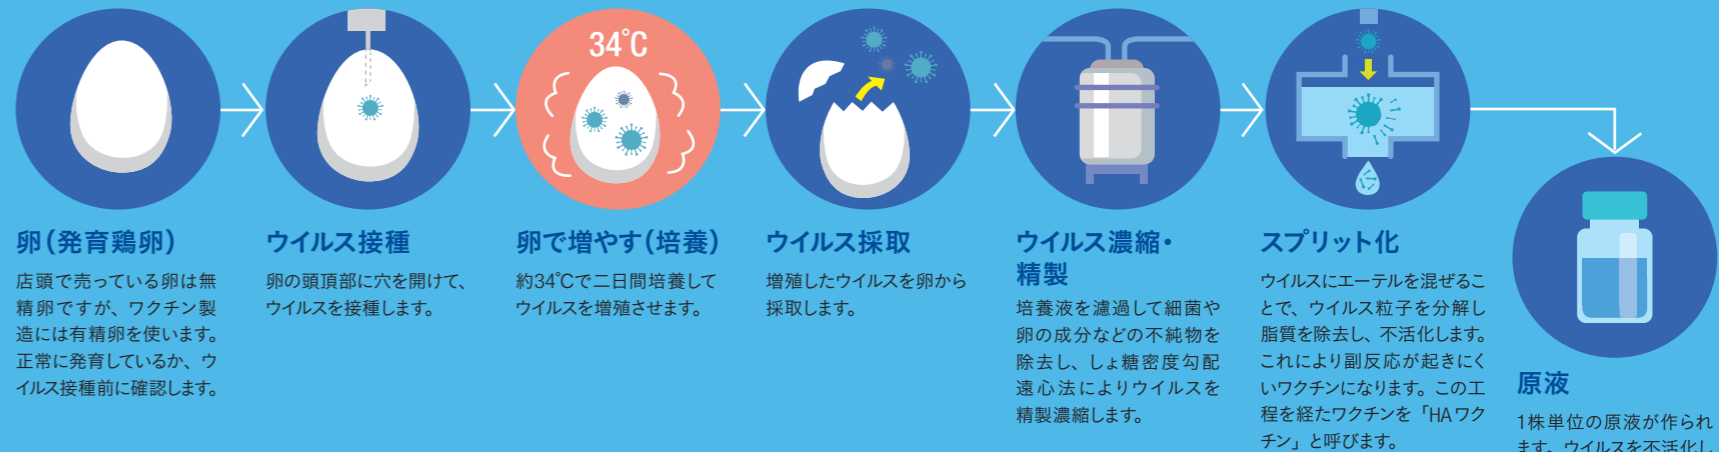 34℃
卵（発育鶏卵）
店頭で売っている卵は無
精卵ですが、ワクチン製
造には有精卵を使います。
正常に発育しているか、ウ
イルス接種前に確認します。
ウイルス接種
卵の頭頂部に穴を開けて、
ウイルスを接種します。
卵で増やす（培養）
約34℃で二日間培養して
ウイルスを増殖させます。
ウイルス採取
増殖したウイルスを卵から
採取します。
ウイルス濃縮・
精製
培養液を濾過して細菌や
卵の成分などの不純物を
除去し、しょ糖密度勾配
遠心法によりウイルスを
精製濃縮します。
スプリット化
ウイルスにエーテルを混ぜるこ
とで、ウイルス粒子を分解し
脂質を除去し、不活化します。
これにより副反応が起きにく
いワクチンになります。この工
程を経たワクチンを「HAワク
チン」と呼びます。
原液
1株単位の原液が作られ
ます。ウイルスを不活化し